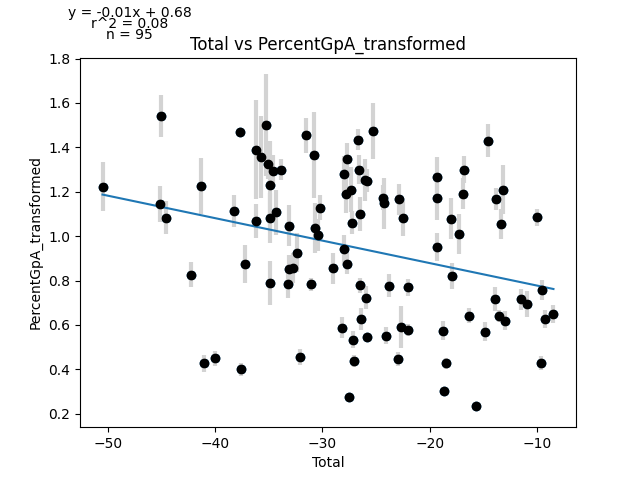 y = -0.01x + 0.68
r^2 = 0.08
n = 95
Total vs PercentGpA_transformed
1.8
1.6
1.4
1.2
1.0
0.8
0.6
0.4
0.2
PercentGpA_transformed
−50
−40
−30
−20
−10
Total